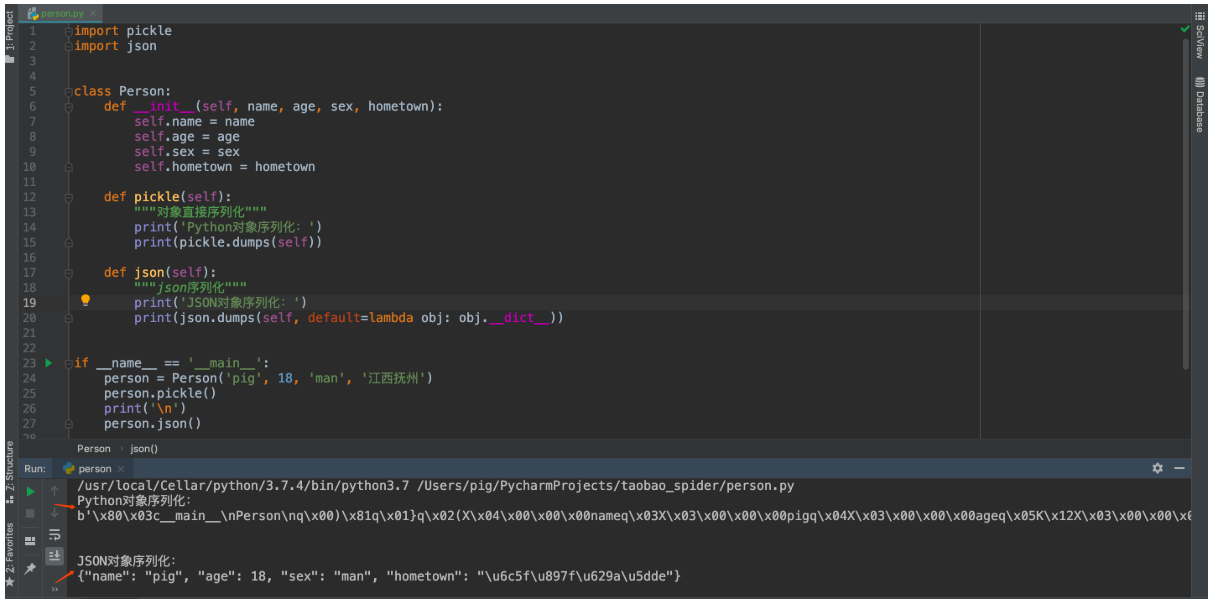 person.py
1: Project
SciView
Database
1 import pickle
2 import json
3
4
5 class Person:
6     def __init__(self, name, age, sex, hometown):
7         self.name = name
8         self.age = age
9         self.sex = sex
10         self.hometown = hometown
11
12     def pickle(self):
13         """对象直接序列化"""
14         print('Python对象序列化：')
15         print(pickle.dumps(self))
16
17     def json(self):
18         """json序列化"""
19         print('JSON对象序列化：')
20         print(json.dumps(self, default=lambda obj: obj.__dict__))
21
22
23 if __name__ == '__main__':
24     person = Person('pig', 18, 'man', '江西抚州')
25     person.pickle()
26     print('\n')
27     person.json()
28
Person › json()
Z: Structure
2: Favorites
Run: person
/usr/local/Cellar/python/3.7.4/bin/python3.7 /Users/pig/PycharmProjects/taobao_spider/person.py
Python对象序列化：
b'\x80\x03c__main__\nPerson\nq\x00)\x81q\x01}q\x02(X\x04\x00\x00\x00nameq\x03X\x03\x00\x00\x00pigq\x04X\x03\x00\x00\x00ageq\x05K\x12X\x03\x00\x00\x0
JSON对象序列化：
{"name": "pig", "age": 18, "sex": "man", "hometown": "\u6c5f\u897f\u629a\u5dde"}